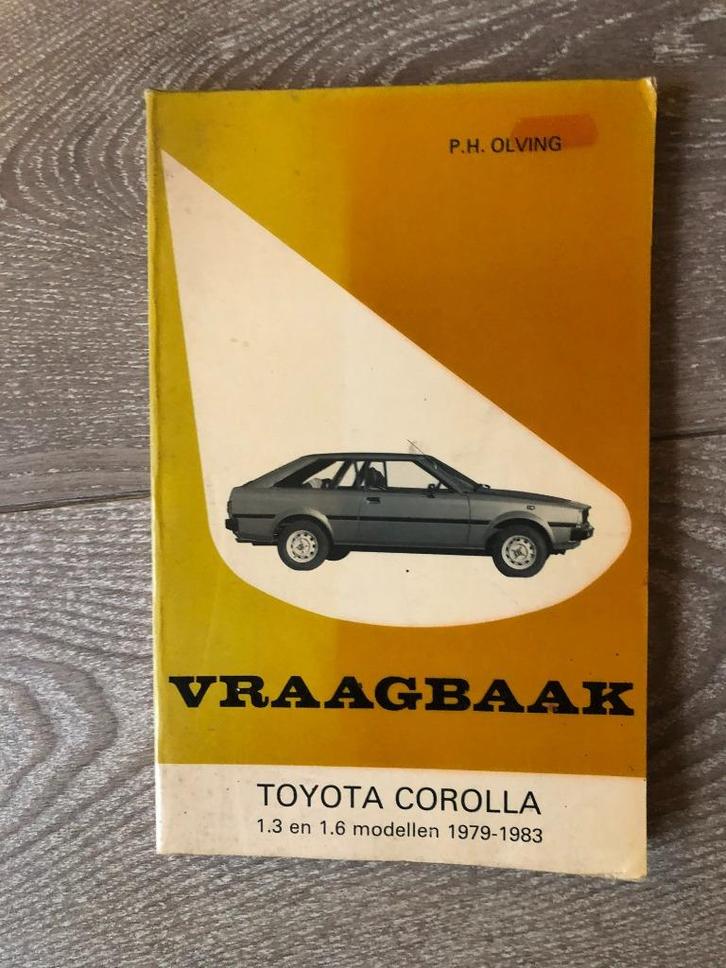 P.H. OLVING
VRAAGBAAK
TOYOTA COROLLA
1.3 en 1.6 modellen 1979-1983